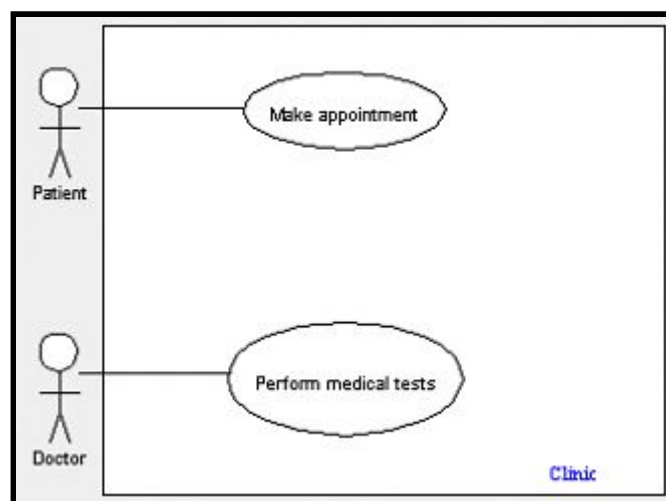 Make appointment
Patient
Perform medical tests
Doctor
Clinic